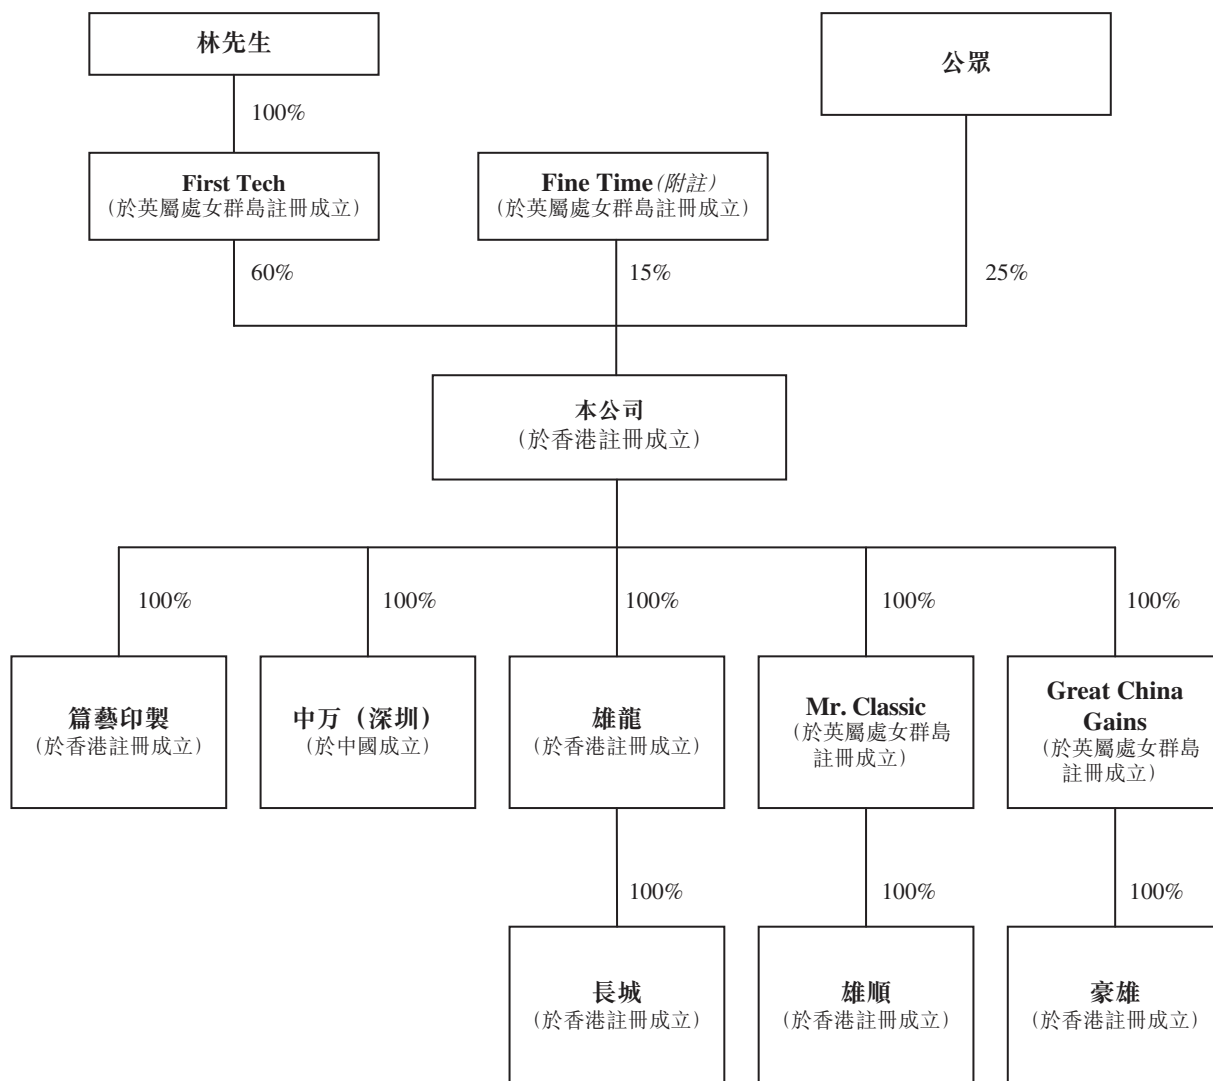 林先生
公眾
100%
First Tech
(於英屬處女群島註冊成立)
Fine Time(附註)
(於英屬處女群島註冊成立)
60%
15%
25%
本公司
(於香港註冊成立)
100%
100%
100%
100%
100%
篇藝印製
(於香港註冊成立)
中万(深圳)
(於中國成立)
雄龍
(於香港註冊成立)
Mr. Classic
(於英屬處女群島
註冊成立)
Great China
Gains
(於英屬處女群島
註冊成立)
100%
100%
100%
長城
(於香港註冊成立)
雄順
(於香港註冊成立)
豪雄
(於香港註冊成立)